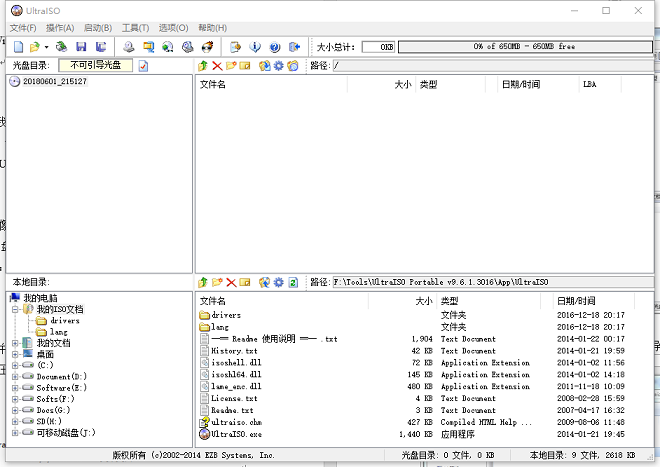 UltraISO
文件(F) 操作(A) 启动(B) 工具(T) 选项(O) 帮助(H)
大小总计: 0KB 0% of 650MB - 650MB free
光盘目录: 不可引导光盘 路径: /
20180601_215127
文件名 大小 类型 日期/时间 LBA
本地目录: 路径: F:\Tools\UltraISO Portable v9.6.1.3016\App\UltraISO
我的电脑
我的ISO文档
drivers
lang
我的文档
桌面
(C:)
Document(D:)
Software(E:)
Softs(F:)
Docs(G:)
SD(H:)
可移动磁盘(J:)
文件名 大小 类型 日期/时间
drivers 文件夹 2016-12-18 20:17
lang 文件夹 2016-12-18 20:17
Readme 使用说明 .txt 1,904 Text Document 2014-01-22 00:17
History.txt 42 KB Text Document 2014-01-21 19:59
isoshell.dll 72 KB Application Extension 2014-01-02 11:56
isoshl64.dll 145 KB Application Extension 2014-01-02 14:18
lame_enc.dll 480 KB Application Extension 2011-11-18 10:09
License.txt 4 KB Text Document 2008-02-28 15:59
Readme.txt 3 KB Text Document 2007-04-17 16:32
ultraiso.chm 427 KB Compiled HTML Help ... 2009-08-06 11:48
UltraISO.exe 1,440 KB 应用程序 2014-01-21 19:45
版权所有 (c)2002-2014 EZB Systems, Inc. 光盘目录: 0 文件, 0 KB 本地目录: 9 文件, 2618 KB